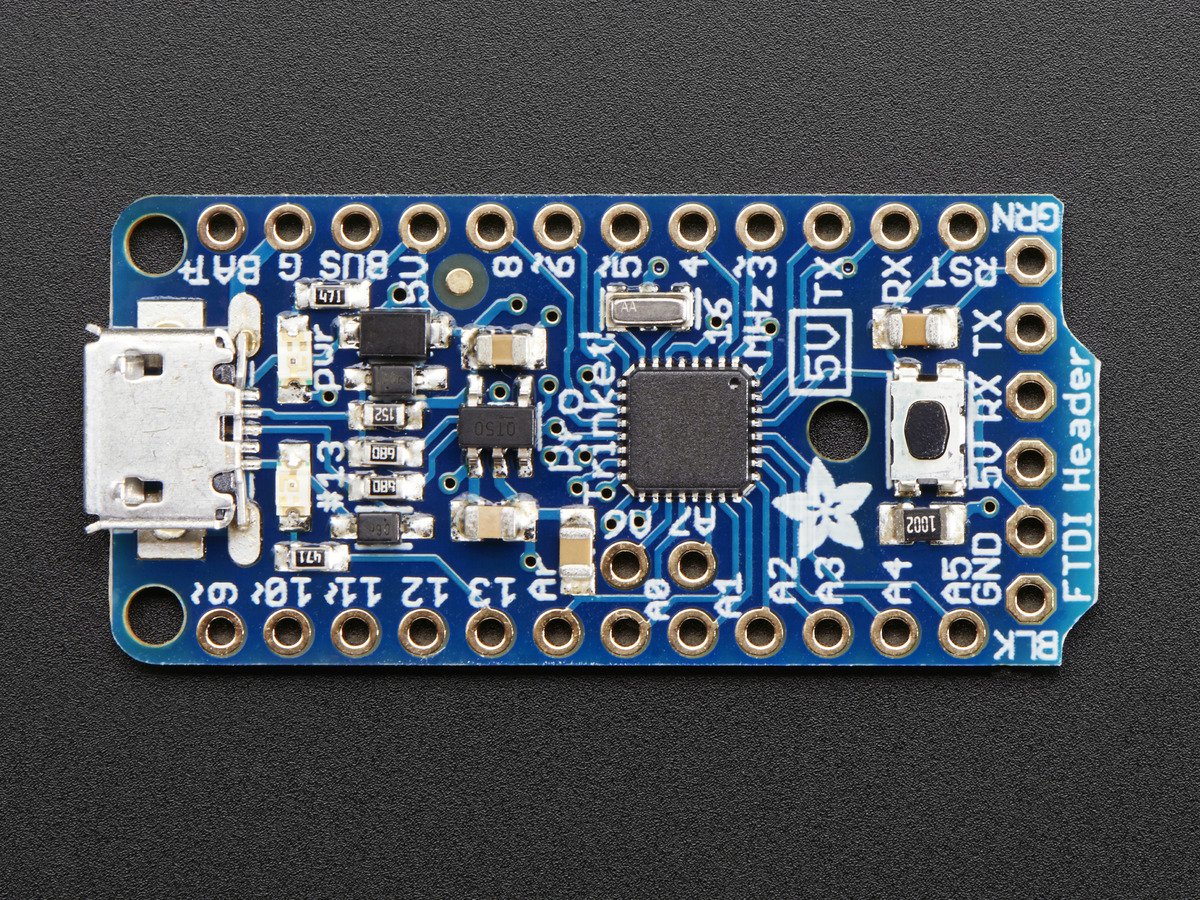 GRN
BAT+
G
BUS
5V
8
~6
~5
4
~3
TX
RX
RST
471
pwr
AA
16
MHz
5V
TX
RX
5V
GND
FTDI Header
152
680
680
#13
Pro
Trinket!
1002
471
A6
A7
~9
~10
~11
12
13
Ar
A0
A1
A2
A3
A4
A5
BLK